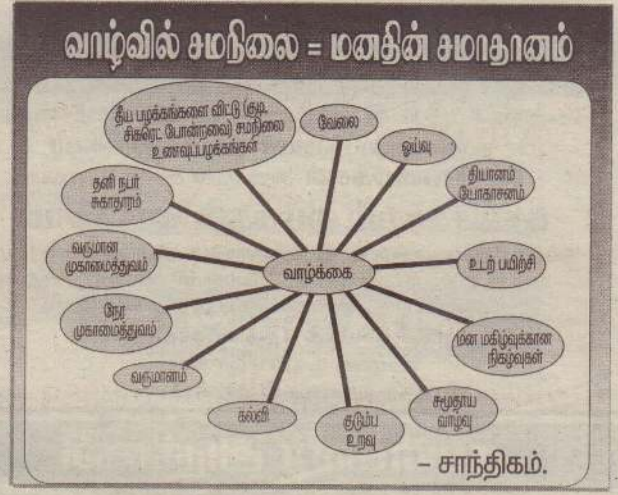 வாழ்வில் சமநிலை = மனதின் சமாதானம்
தீய பழக்கங்களை விட்டு (குடி,
சிகரெட் போன்றவை) சமநிலை
உணவுப்பழக்கங்கள்
வேலை
ஓய்வு
தியானம்
யோகாசனம்
உடற் பயிற்சி
மன மகிழ்வுக்கான
நிகழ்வுகள்
சமூதாய
வாழ்வு
குடும்ப
உறவு
கல்வி
வருமானம்
நேர
முகாமைத்துவம்
வருமான
முகாமைத்துவம்
தனி நபர்
சுகாதாரம்
வாழ்க்கை
– சாந்திகம்.